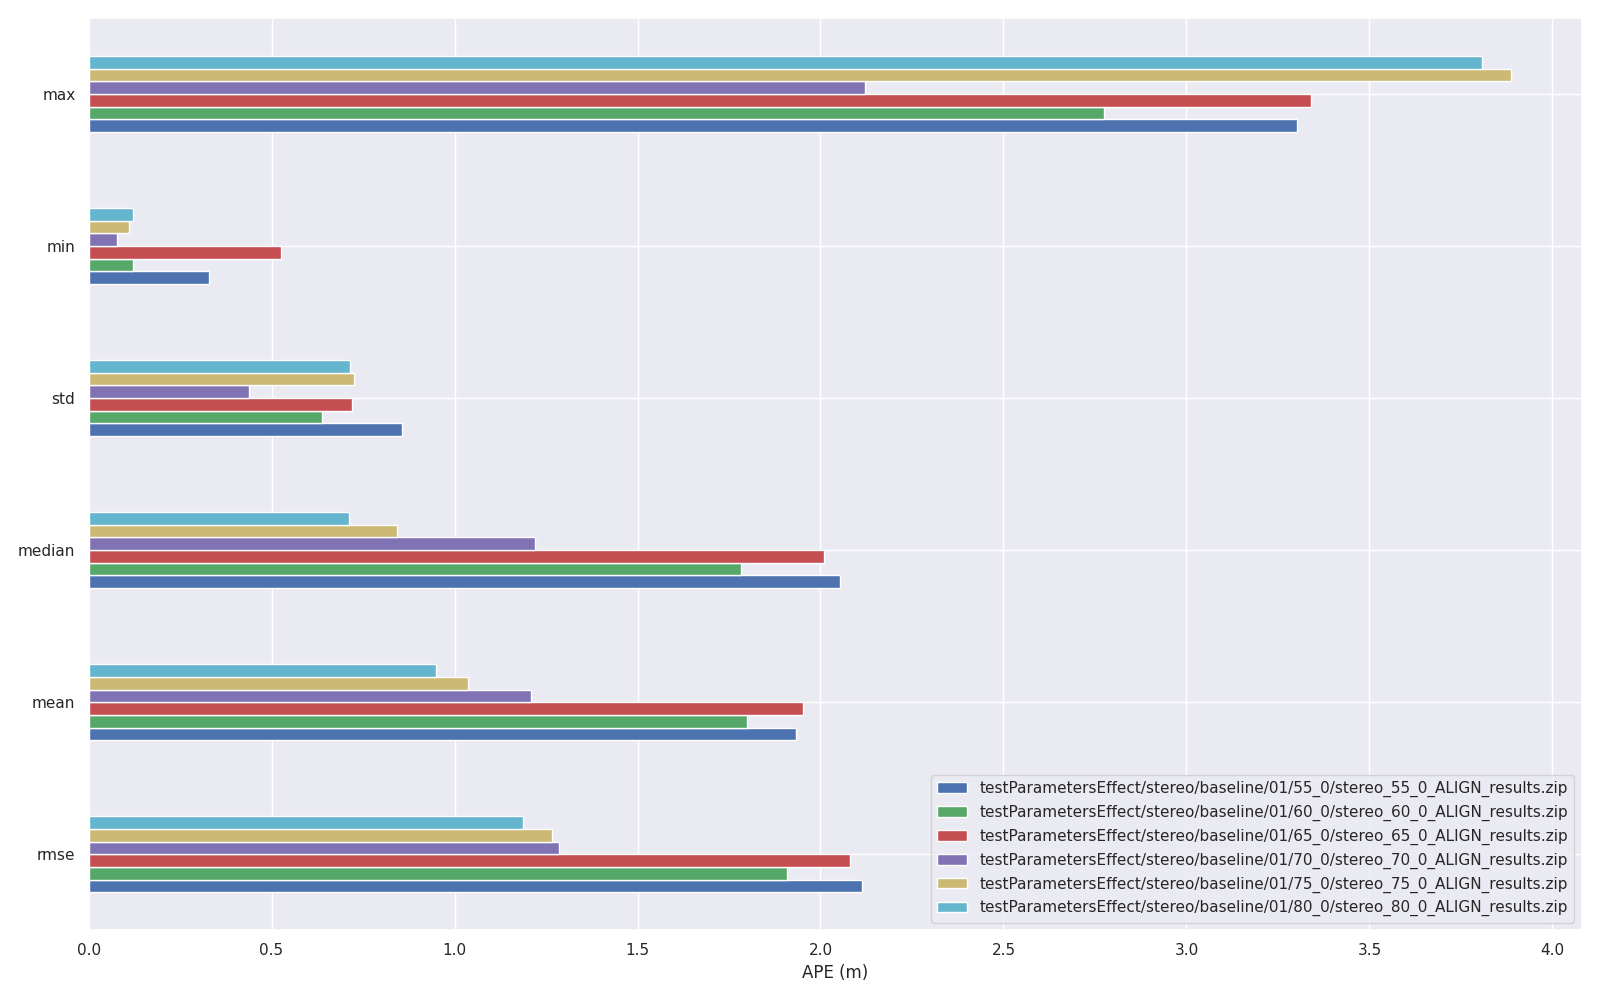 max
min
std
median
mean
rmse
testParametersEffect/stereo/baseline/01/55_0/stereo_55_0_ALIGN_results.zip
testParametersEffect/stereo/baseline/01/60_0/stereo_60_0_ALIGN_results.zip
testParametersEffect/stereo/baseline/01/65_0/stereo_65_0_ALIGN_results.zip
testParametersEffect/stereo/baseline/01/70_0/stereo_70_0_ALIGN_results.zip
testParametersEffect/stereo/baseline/01/75_0/stereo_75_0_ALIGN_results.zip
testParametersEffect/stereo/baseline/01/80_0/stereo_80_0_ALIGN_results.zip
0.0 0.5 1.0 1.5 2.0 2.5 3.0 3.5 4.0
APE (m)